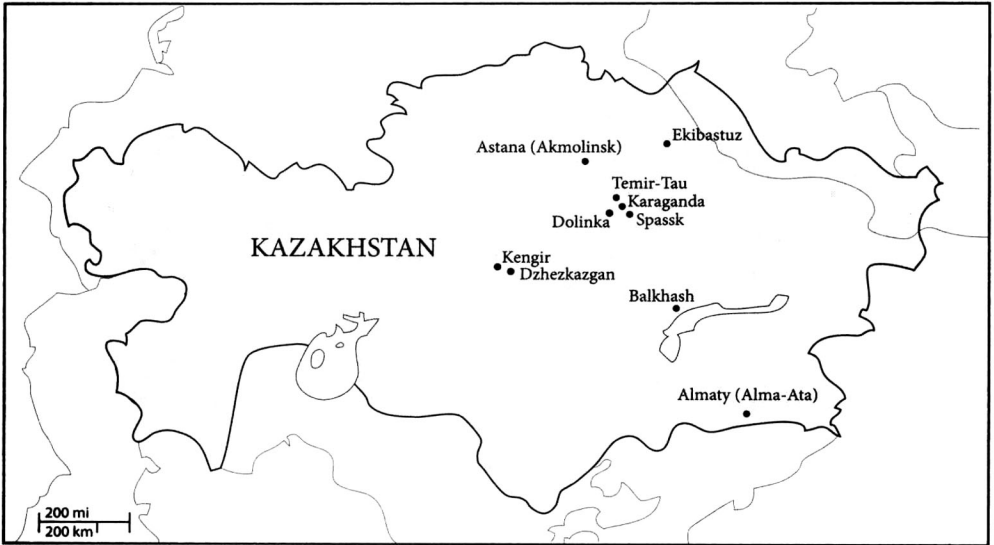 Ekibastuz
Astana (Akmolinsk)
Temir-Tau
Karaganda
Dolinka
Spassk
KAZAKHSTAN
Kengir
Dzhezkazgan
Balkhash
Almaty (Alma-Ata)
200 mi
200 km